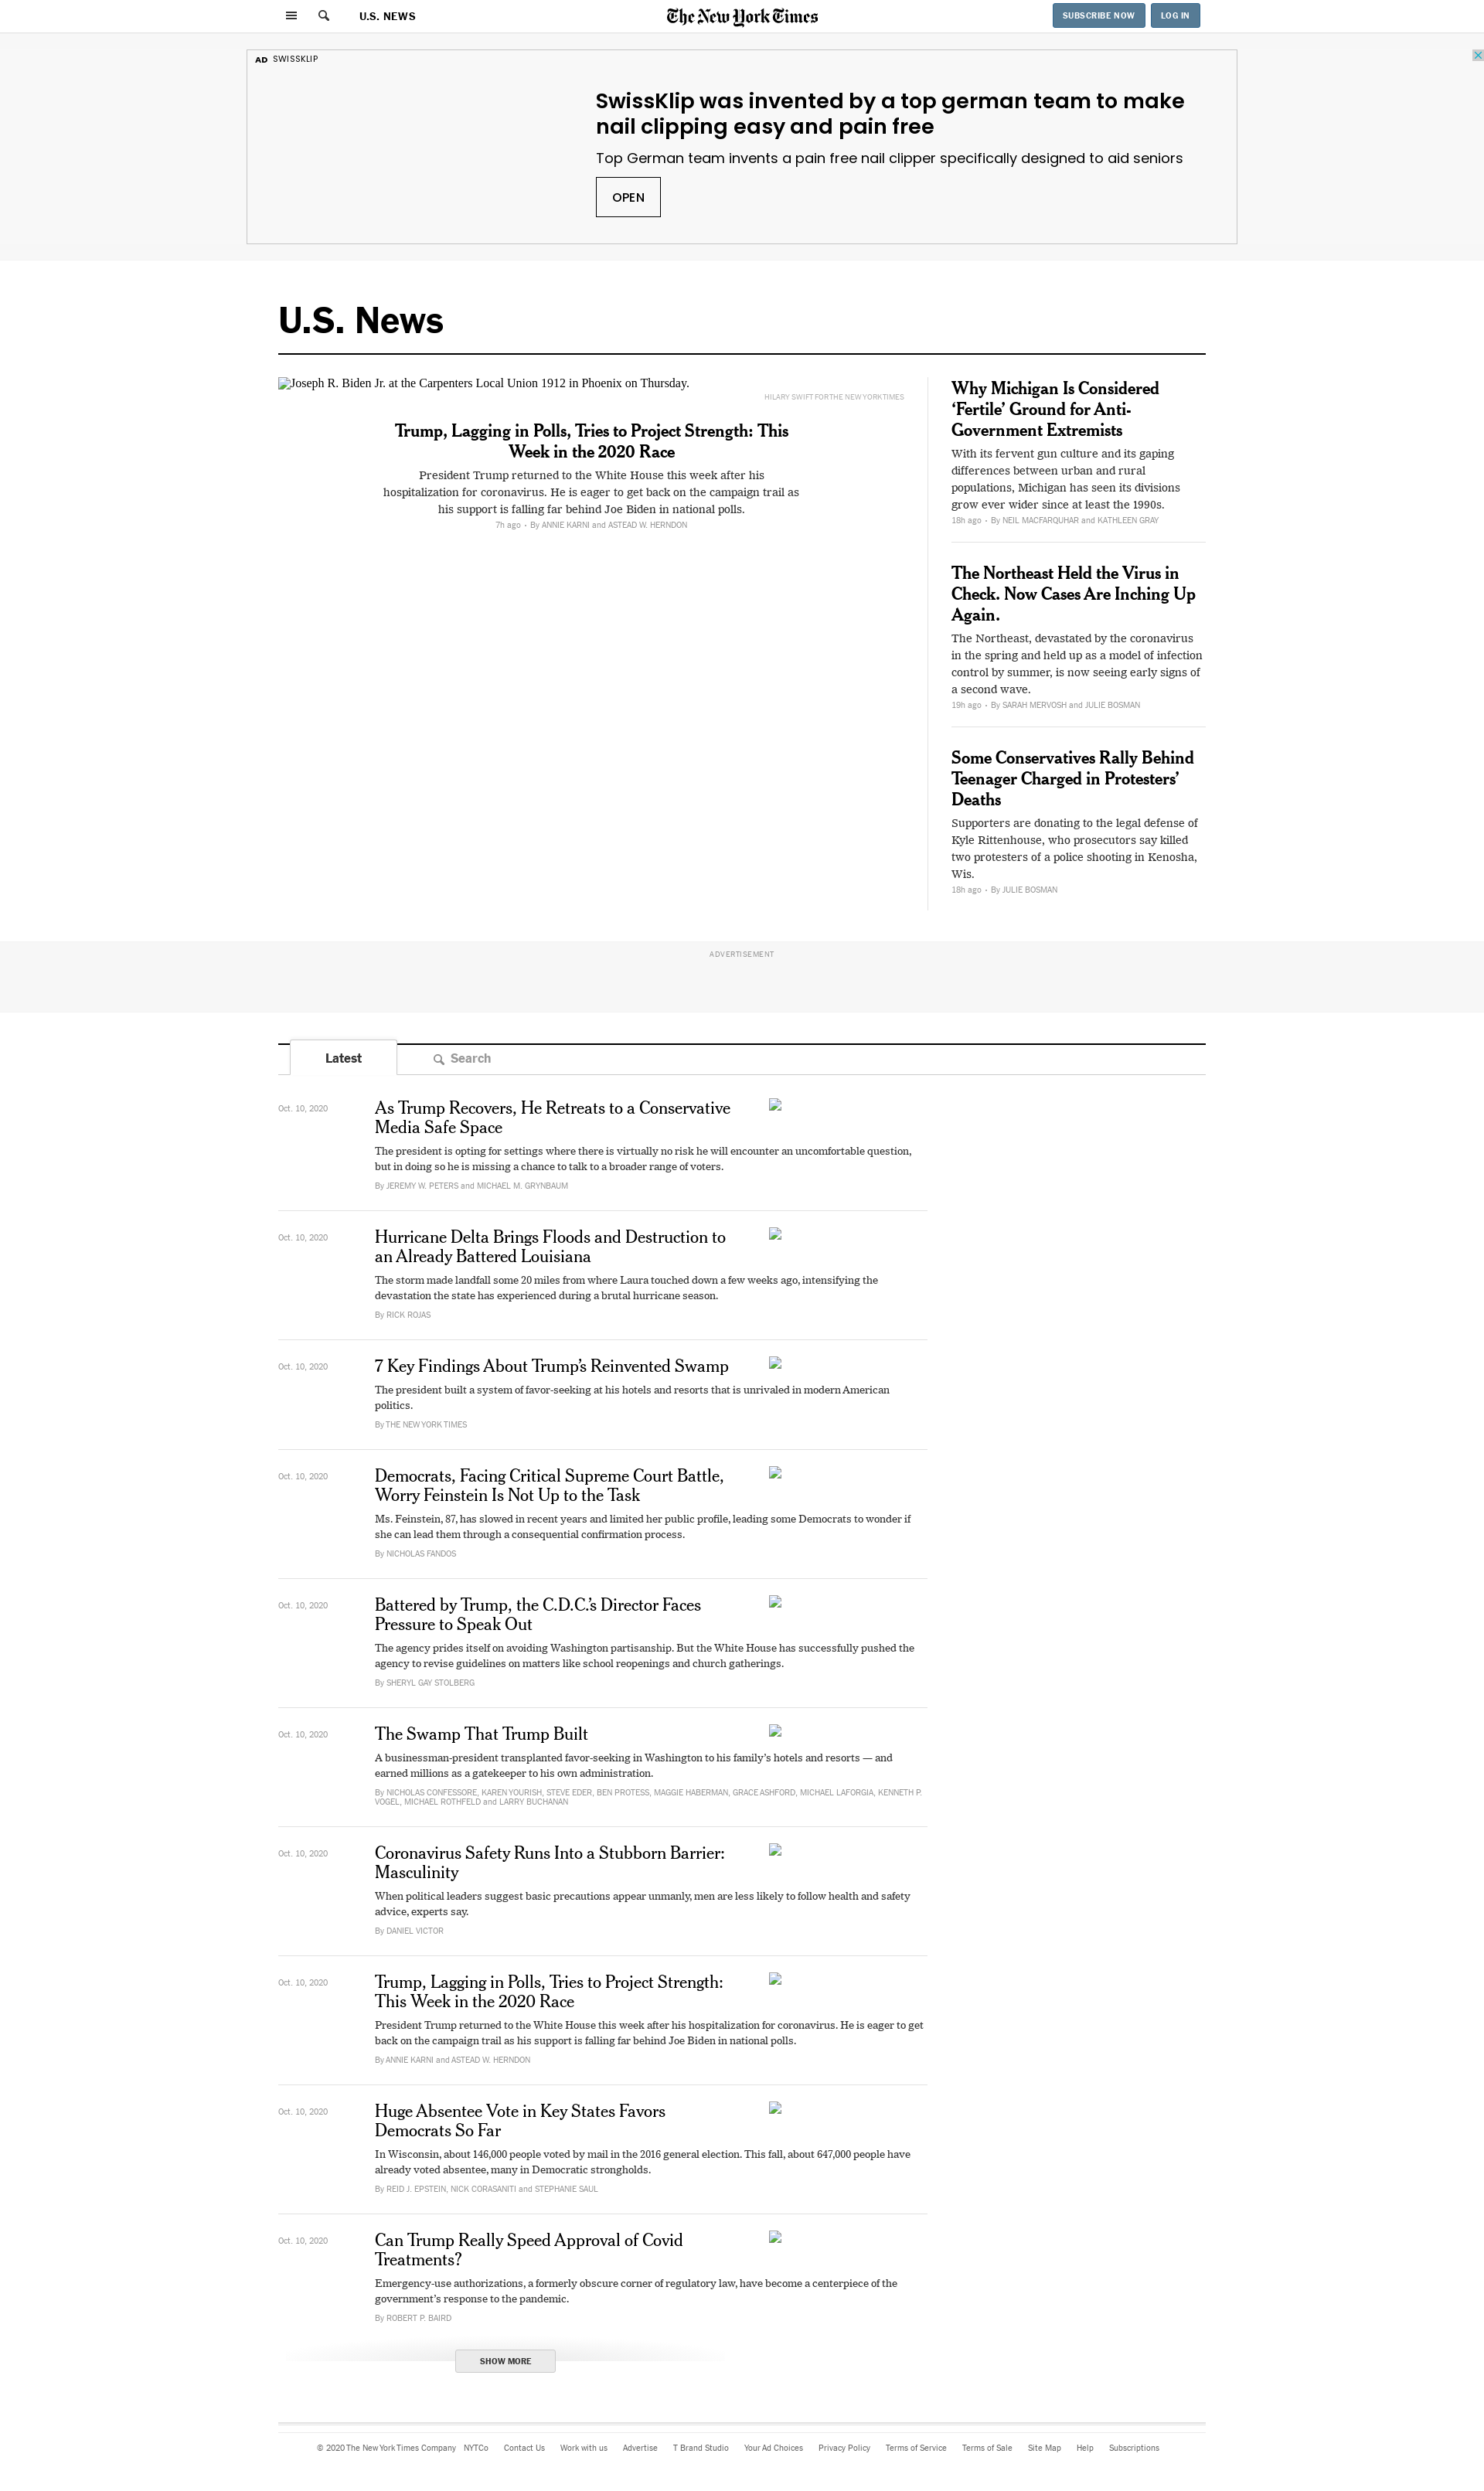 U.S. NEWS
The New York Times
SUBSCRIBE NOW
LOG IN
AD SWISSKLIP
SwissKlip was invented by a top german team to make
nail clipping easy and pain free
Top German team invents a pain free nail clipper specifically designed to aid seniors
OPEN
U.S. News
Joseph R. Biden Jr. at the Carpenters Local Union 1912 in Phoenix on Thursday.
HILARY SWIFT FOR THE NEW YORK TIMES
Trump, Lagging in Polls, Tries to Project Strength: This
Week in the 2020 Race
President Trump returned to the White House this week after his
hospitalization for coronavirus. He is eager to get back on the campaign trail as
his support is falling far behind Joe Biden in national polls.
7h ago • By ANNIE KARNI and ASTEAD W. HERNDON
Why Michigan Is Considered
‘Fertile’ Ground for Anti-
Government Extremists
With its fervent gun culture and its gaping
differences between urban and rural
populations, Michigan has seen its divisions
grow ever wider since at least the 1990s.
18h ago • By NEIL MACFARQUHAR and KATHLEEN GRAY
The Northeast Held the Virus in
Check. Now Cases Are Inching Up
Again.
The Northeast, devastated by the coronavirus
in the spring and held up as a model of infection
control by summer, is now seeing early signs of
a second wave.
19h ago • By SARAH MERVOSH and JULIE BOSMAN
Some Conservatives Rally Behind
Teenager Charged in Protesters’
Deaths
Supporters are donating to the legal defense of
Kyle Rittenhouse, who prosecutors say killed
two protesters of a police shooting in Kenosha,
Wis.
18h ago • By JULIE BOSMAN
ADVERTISEMENT
Latest
Search
Oct. 10, 2020
As Trump Recovers, He Retreats to a Conservative
Media Safe Space
The president is opting for settings where there is virtually no risk he will encounter an uncomfortable question,
but in doing so he is missing a chance to talk to a broader range of voters.
By JEREMY W. PETERS and MICHAEL M. GRYNBAUM
Oct. 10, 2020
Hurricane Delta Brings Floods and Destruction to
an Already Battered Louisiana
The storm made landfall some 20 miles from where Laura touched down a few weeks ago, intensifying the
devastation the state has experienced during a brutal hurricane season.
By RICK ROJAS
Oct. 10, 2020
7 Key Findings About Trump’s Reinvented Swamp
The president built a system of favor-seeking at his hotels and resorts that is unrivaled in modern American
politics.
By THE NEW YORK TIMES
Oct. 10, 2020
Democrats, Facing Critical Supreme Court Battle,
Worry Feinstein Is Not Up to the Task
Ms. Feinstein, 87, has slowed in recent years and limited her public profile, leading some Democrats to wonder if
she can lead them through a consequential confirmation process.
By NICHOLAS FANDOS
Oct. 10, 2020
Battered by Trump, the C.D.C.’s Director Faces
Pressure to Speak Out
The agency prides itself on avoiding Washington partisanship. But the White House has successfully pushed the
agency to revise guidelines on matters like school reopenings and church gatherings.
By SHERYL GAY STOLBERG
Oct. 10, 2020
The Swamp That Trump Built
A businessman-president transplanted favor-seeking in Washington to his family’s hotels and resorts — and
earned millions as a gatekeeper to his own administration.
By NICHOLAS CONFESSORE, KAREN YOURISH, STEVE EDER, BEN PROTESS, MAGGIE HABERMAN, GRACE ASHFORD, MICHAEL LAFORGIA, KENNETH P.
VOGEL, MICHAEL ROTHFELD and LARRY BUCHANAN
Oct. 10, 2020
Coronavirus Safety Runs Into a Stubborn Barrier:
Masculinity
When political leaders suggest basic precautions appear unmanly, men are less likely to follow health and safety
advice, experts say.
By DANIEL VICTOR
Oct. 10, 2020
Trump, Lagging in Polls, Tries to Project Strength:
This Week in the 2020 Race
President Trump returned to the White House this week after his hospitalization for coronavirus. He is eager to get
back on the campaign trail as his support is falling far behind Joe Biden in national polls.
By ANNIE KARNI and ASTEAD W. HERNDON
Oct. 10, 2020
Huge Absentee Vote in Key States Favors
Democrats So Far
In Wisconsin, about 146,000 people voted by mail in the 2016 general election. This fall, about 647,000 people have
already voted absentee, many in Democratic strongholds.
By REID J. EPSTEIN, NICK CORASANITI and STEPHANIE SAUL
Oct. 10, 2020
Can Trump Really Speed Approval of Covid
Treatments?
Emergency-use authorizations, a formerly obscure corner of regulatory law, have become a centerpiece of the
government’s response to the pandemic.
By ROBERT P. BAIRD
SHOW MORE
© 2020 The New York Times Company NYTCo Contact Us Work with us Advertise T Brand Studio Your Ad Choices Privacy Policy Terms of Service Terms of Sale Site Map Help Subscriptions